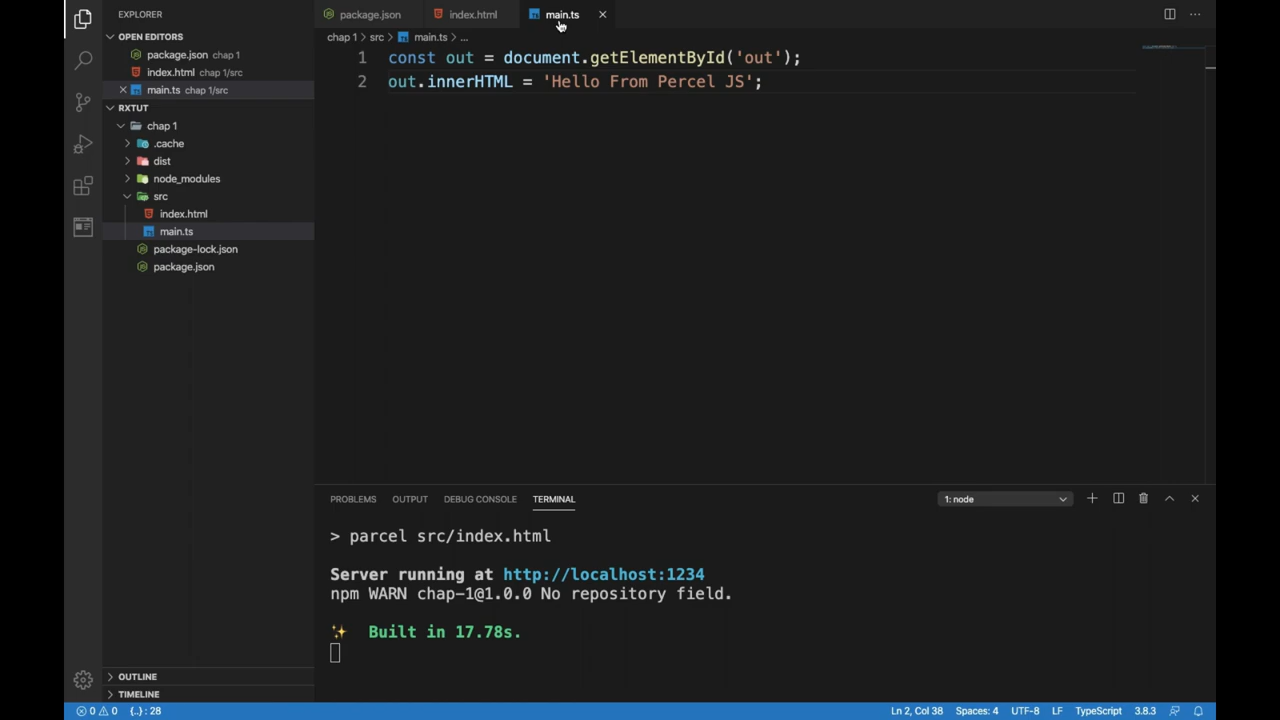 EXPLORER
OPEN EDITORS
package.json chap 1
index.html chap 1/src
main.ts chap 1/src
RXTUT
chap 1
.cache
dist
node_modules
src
index.html
main.ts
package-lock.json
package.json
OUTLINE
TIMELINE
package.json index.html main.ts
chap 1 > src > main.ts > ...
1 const out = document.getElementById('out');
2 out.innerHTML = 'Hello From Percel JS';
PROBLEMS OUTPUT DEBUG CONSOLE TERMINAL 1: node
> parcel src/index.html
Server running at http://localhost:1234
npm WARN chap-1@1.0.0 No repository field.
✨ Built in 17.78s.
0 0 {..} : 28 Ln 2, Col 38 Spaces: 4 UTF-8 LF TypeScript 3.8.3